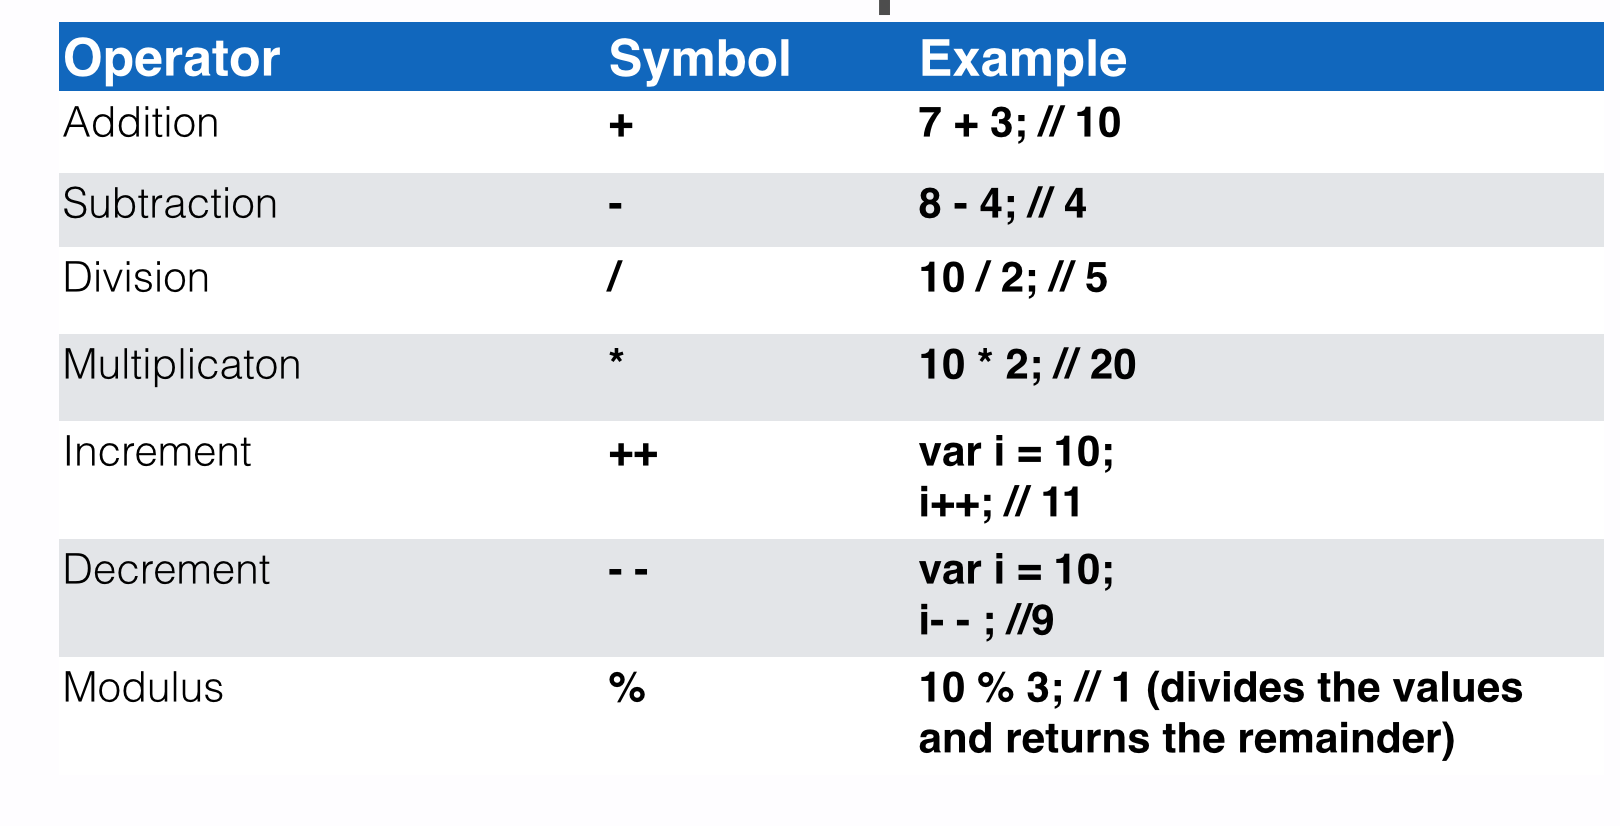 Operator Symbol Example
Addition + 7 + 3; // 10
Subtraction - 8 - 4; // 4
Division / 10 / 2; // 5
Multiplicaton * 10 * 2; // 20
Increment ++ var i = 10;
i++; // 11
Decrement - - var i = 10;
i- - ; //9
Modulus % 10 % 3; // 1 (divides the values
and returns the remainder)